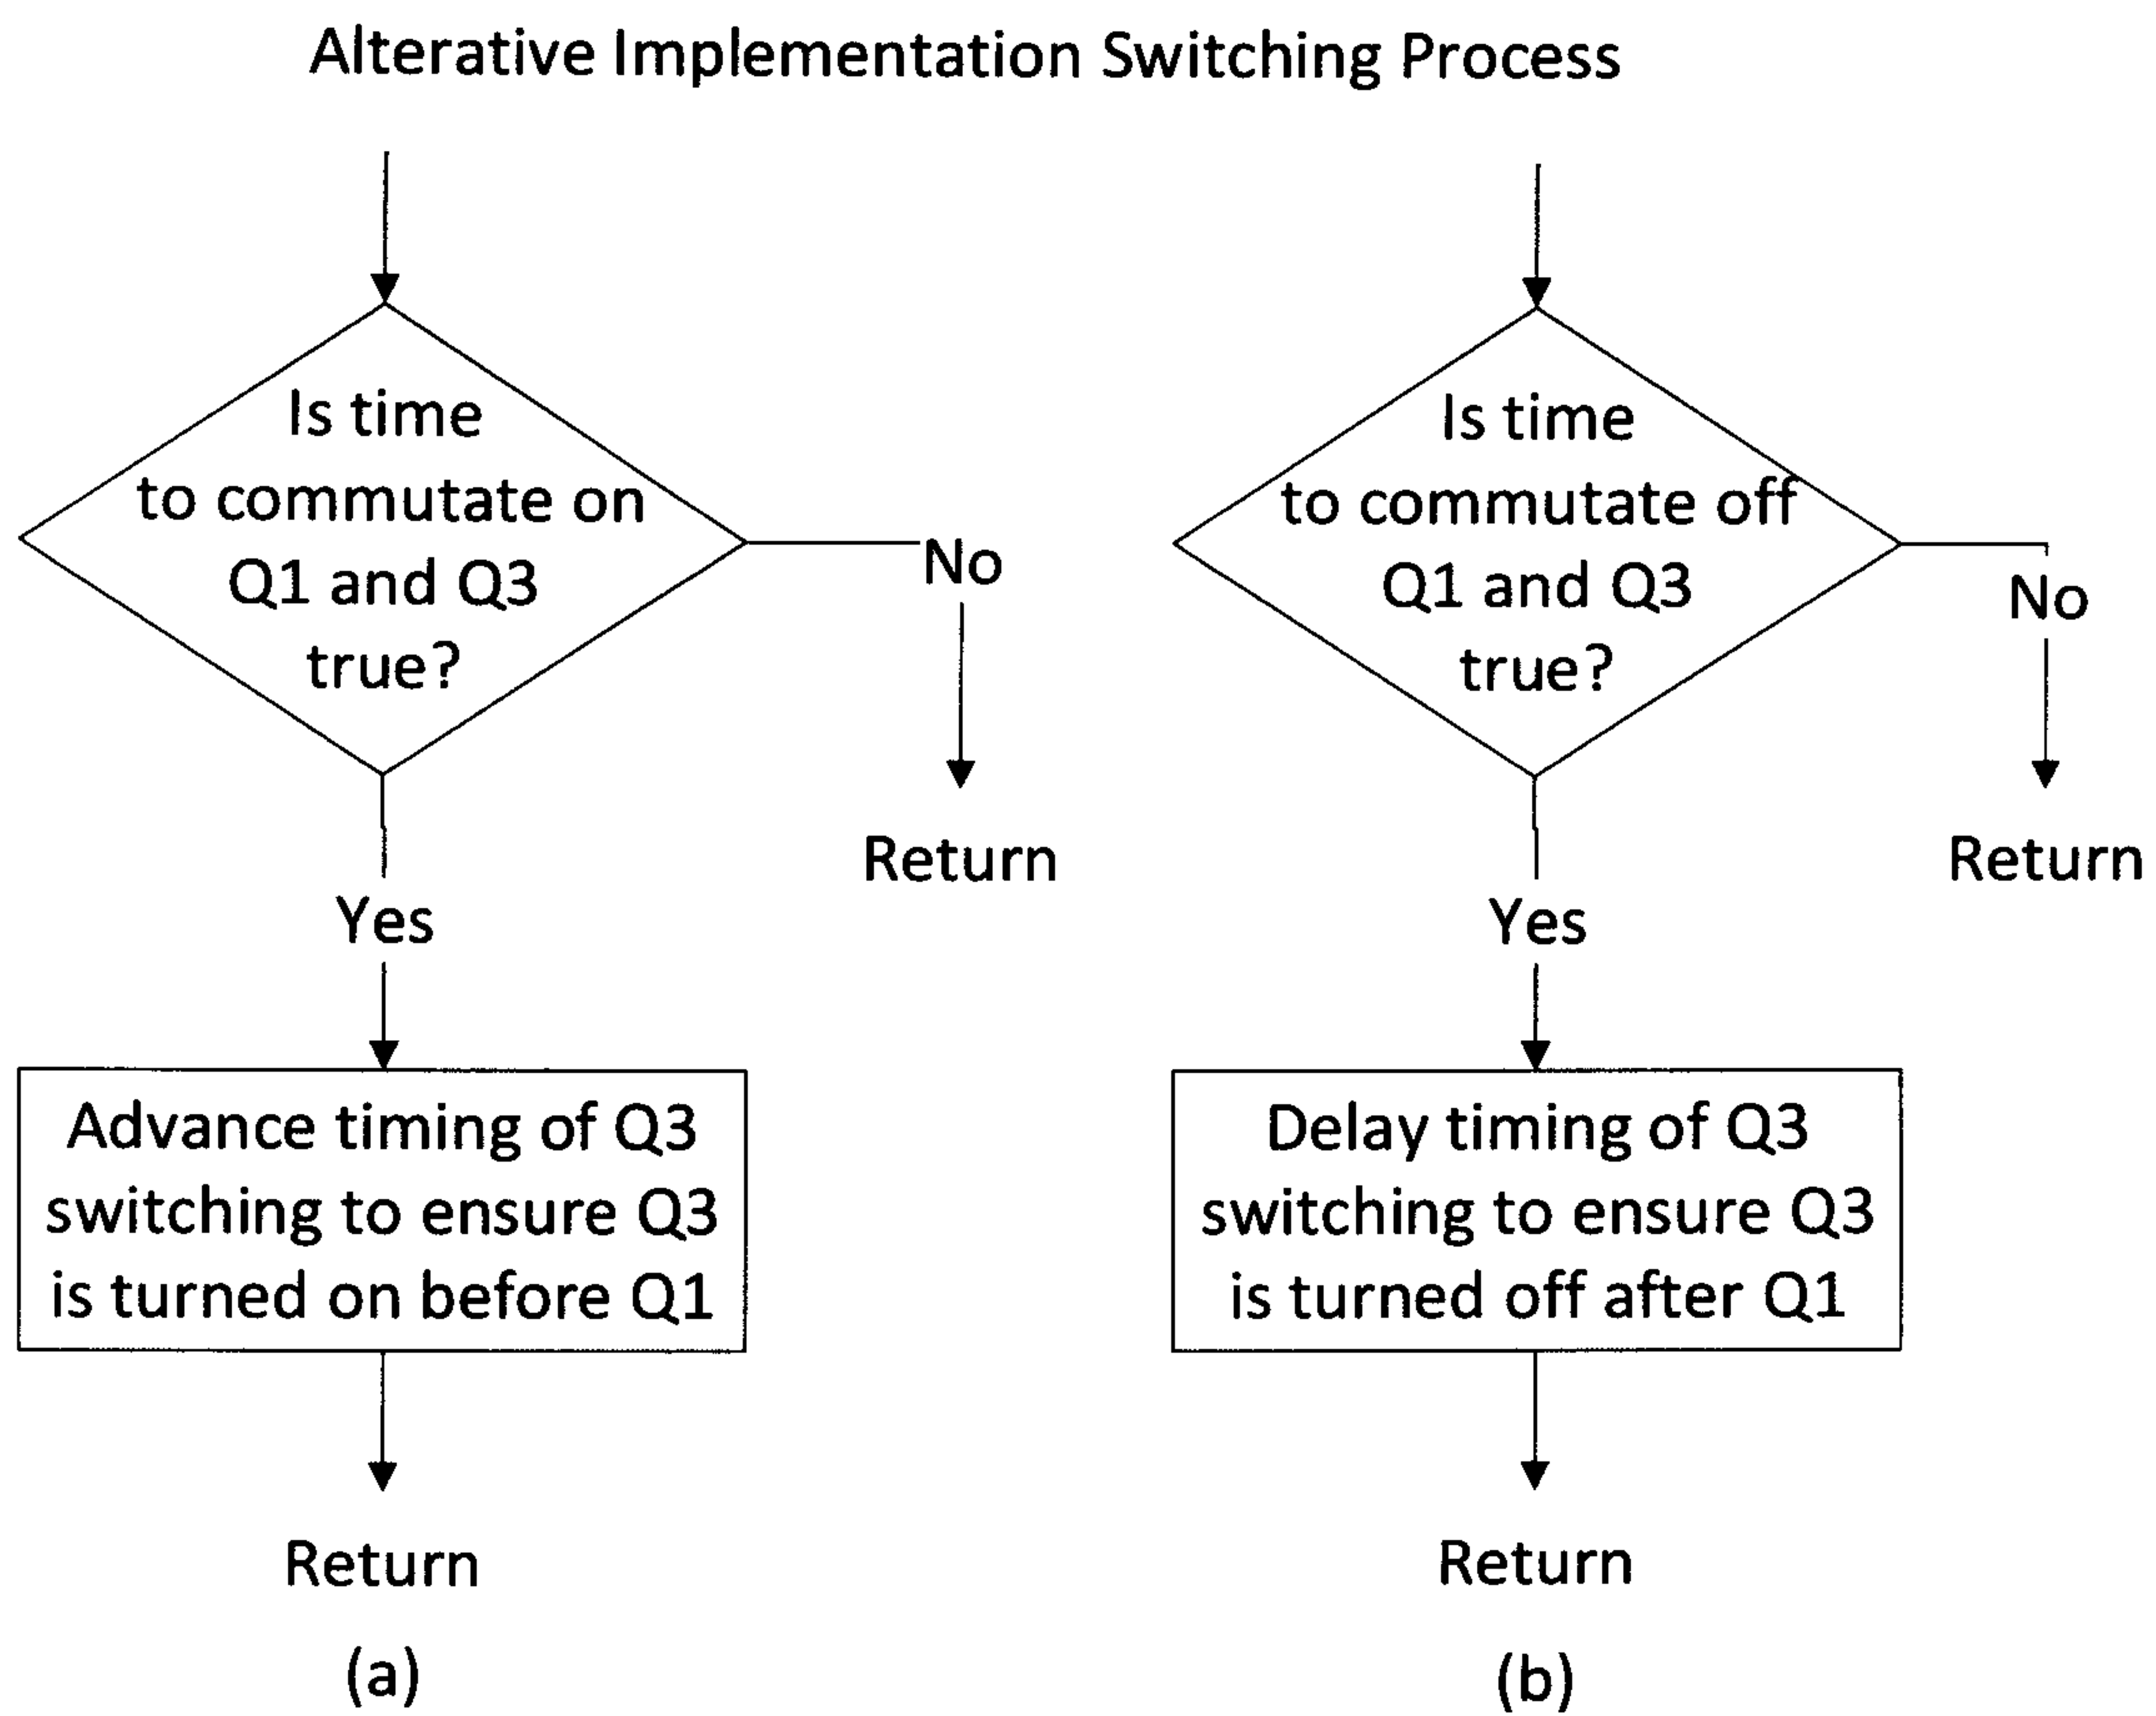 Alterative Implementation Switching Process
Is time
to commutate on
Q1 and Q3
true?
No
Return
Yes
Advance timing of Q3
switching to ensure Q3
is turned on before Q1
Return
(a)
Is time
to commutate off
Q1 and Q3
true?
No
Return
Yes
Delay timing of Q3
switching to ensure Q3
is turned off after Q1
Return
(b)